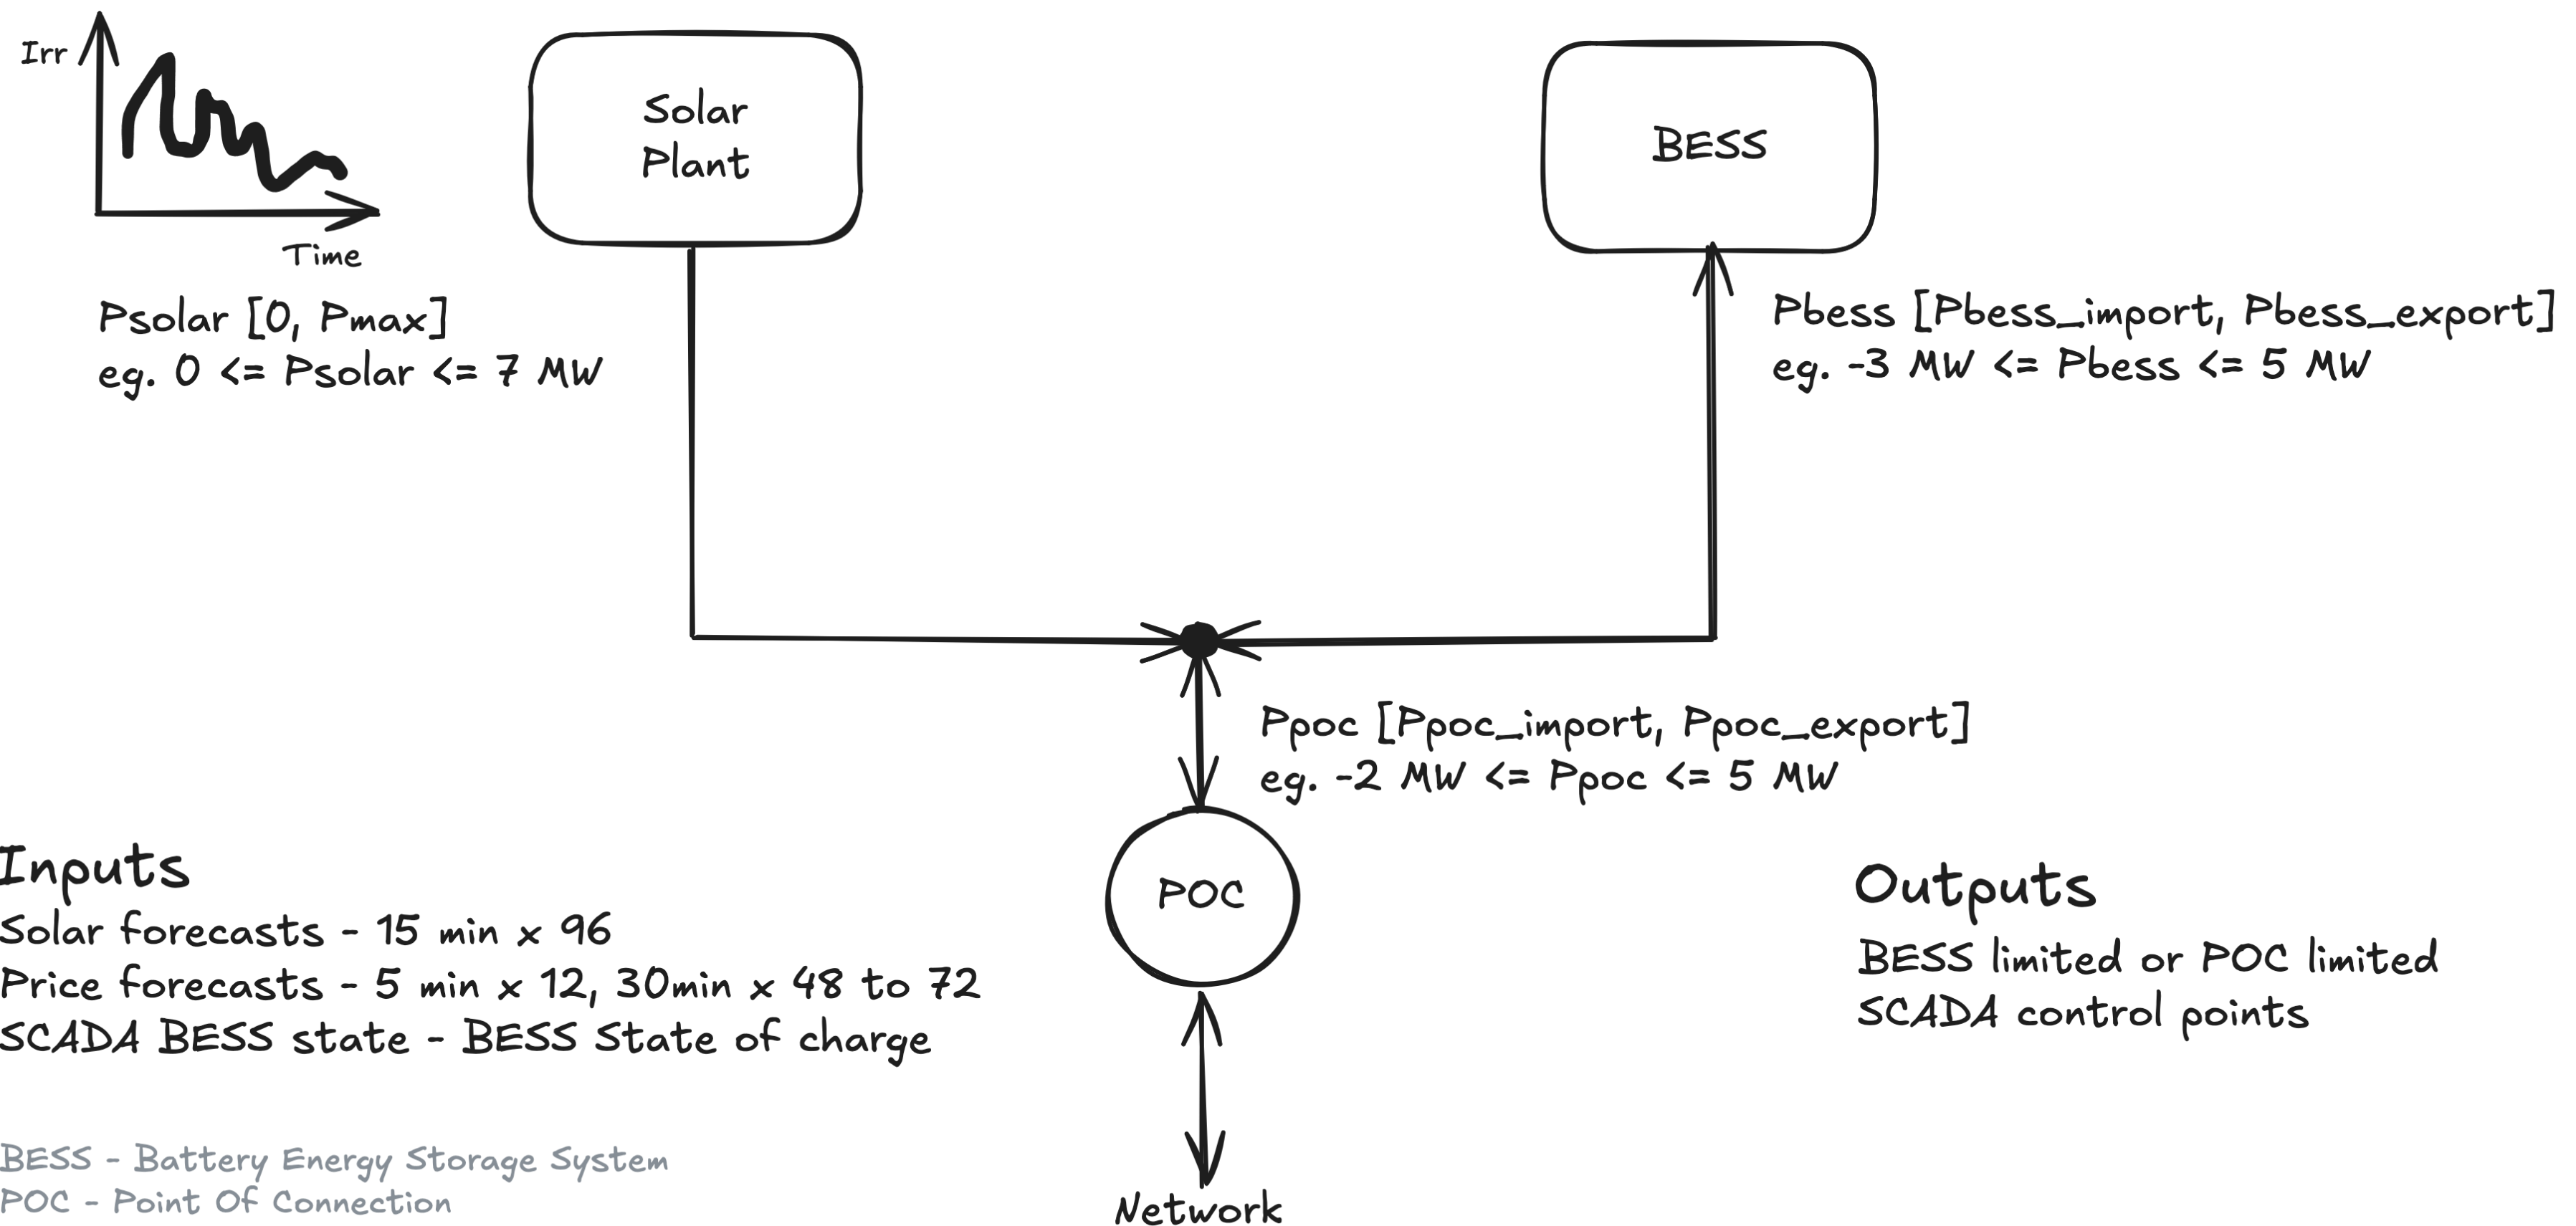 Irr
Time
Psolar [0, Pmax]
eg. 0 <= Psolar <= 7 MW
Solar
Plant
BESS
Pbess [Pbess_import, Pbess_export]
eg. -3 MW <= Pbess <= 5 MW
Ppoc [Ppoc_import, Ppoc_export]
eg. -2 MW <= Ppoc <= 5 MW
POC
Network
Inputs
Solar forecasts - 15 min x 96
Price forecasts - 5 min x 12, 30min x 48 to 72
SCADA BESS state - BESS State of charge
Outputs
BESS limited or POC limited
SCADA control points
BESS - Battery Energy Storage System
POC - Point Of Connection